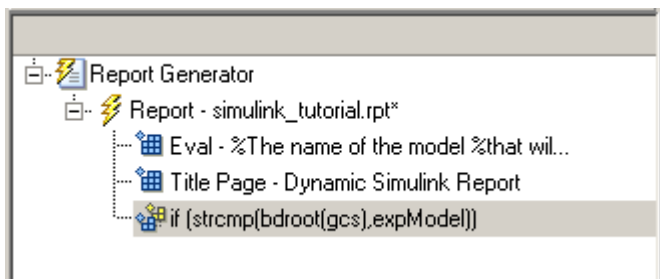 Report Generator
Report - simulink_tutorial.rpt*
Eval - %The name of the model %that wil...
Title Page - Dynamic Simulink Report
if (strcmp(bdroot(gcs),expModel))